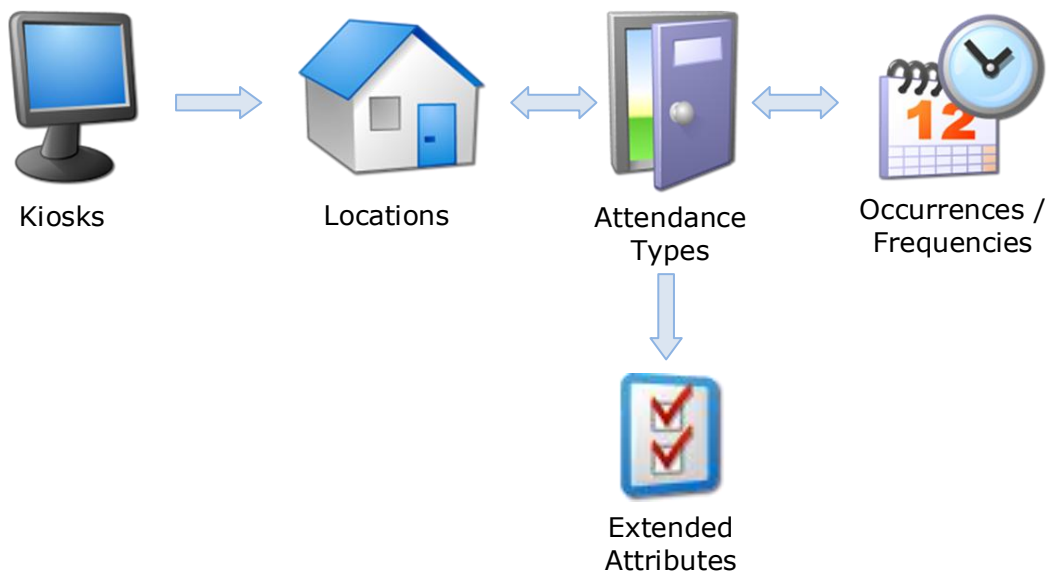 12
Kiosks
Locations
Attendance
Types
Occurrences /
Frequencies
Extended
Attributes